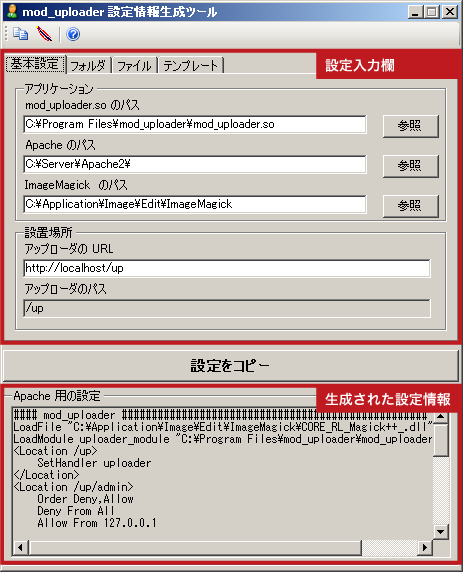 mod_uploader 設定情報生成ツール
基本設定 フォルダ ファイル テンプレート 設定入力欄
アプリケーション
mod_uploader.so のパス
C:¥Program Files¥mod_uploader¥mod_uploader.so 参照
Apache のパス
C:¥Server¥Apache2¥ 参照
ImageMagick のパス
C:¥Application¥Image¥Edit¥ImageMagick 参照
設置場所
アップローダの URL
http://localhost/up
アップローダのパス
/up
設定をコピー
Apache 用の設定 生成された設定情報
#### mod_uploader ####################################################
LoadFile "C:¥Application¥Image¥Edit¥ImageMagick¥CORE_RL_Magick++_.dll"
LoadModule uploader_module "C:¥Program Files¥mod_uploader¥mod_uploader
<Location /up>
SetHandler uploader
</Location>
<Location /up/admin>
Order Deny,Allow
Deny From All
Allow From 127.0.0.1